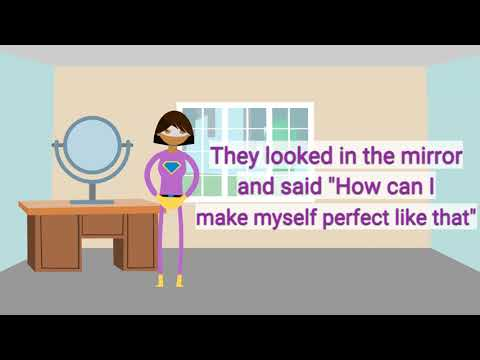 They looked in the mirror
and said "How can I
make myself perfect like that"